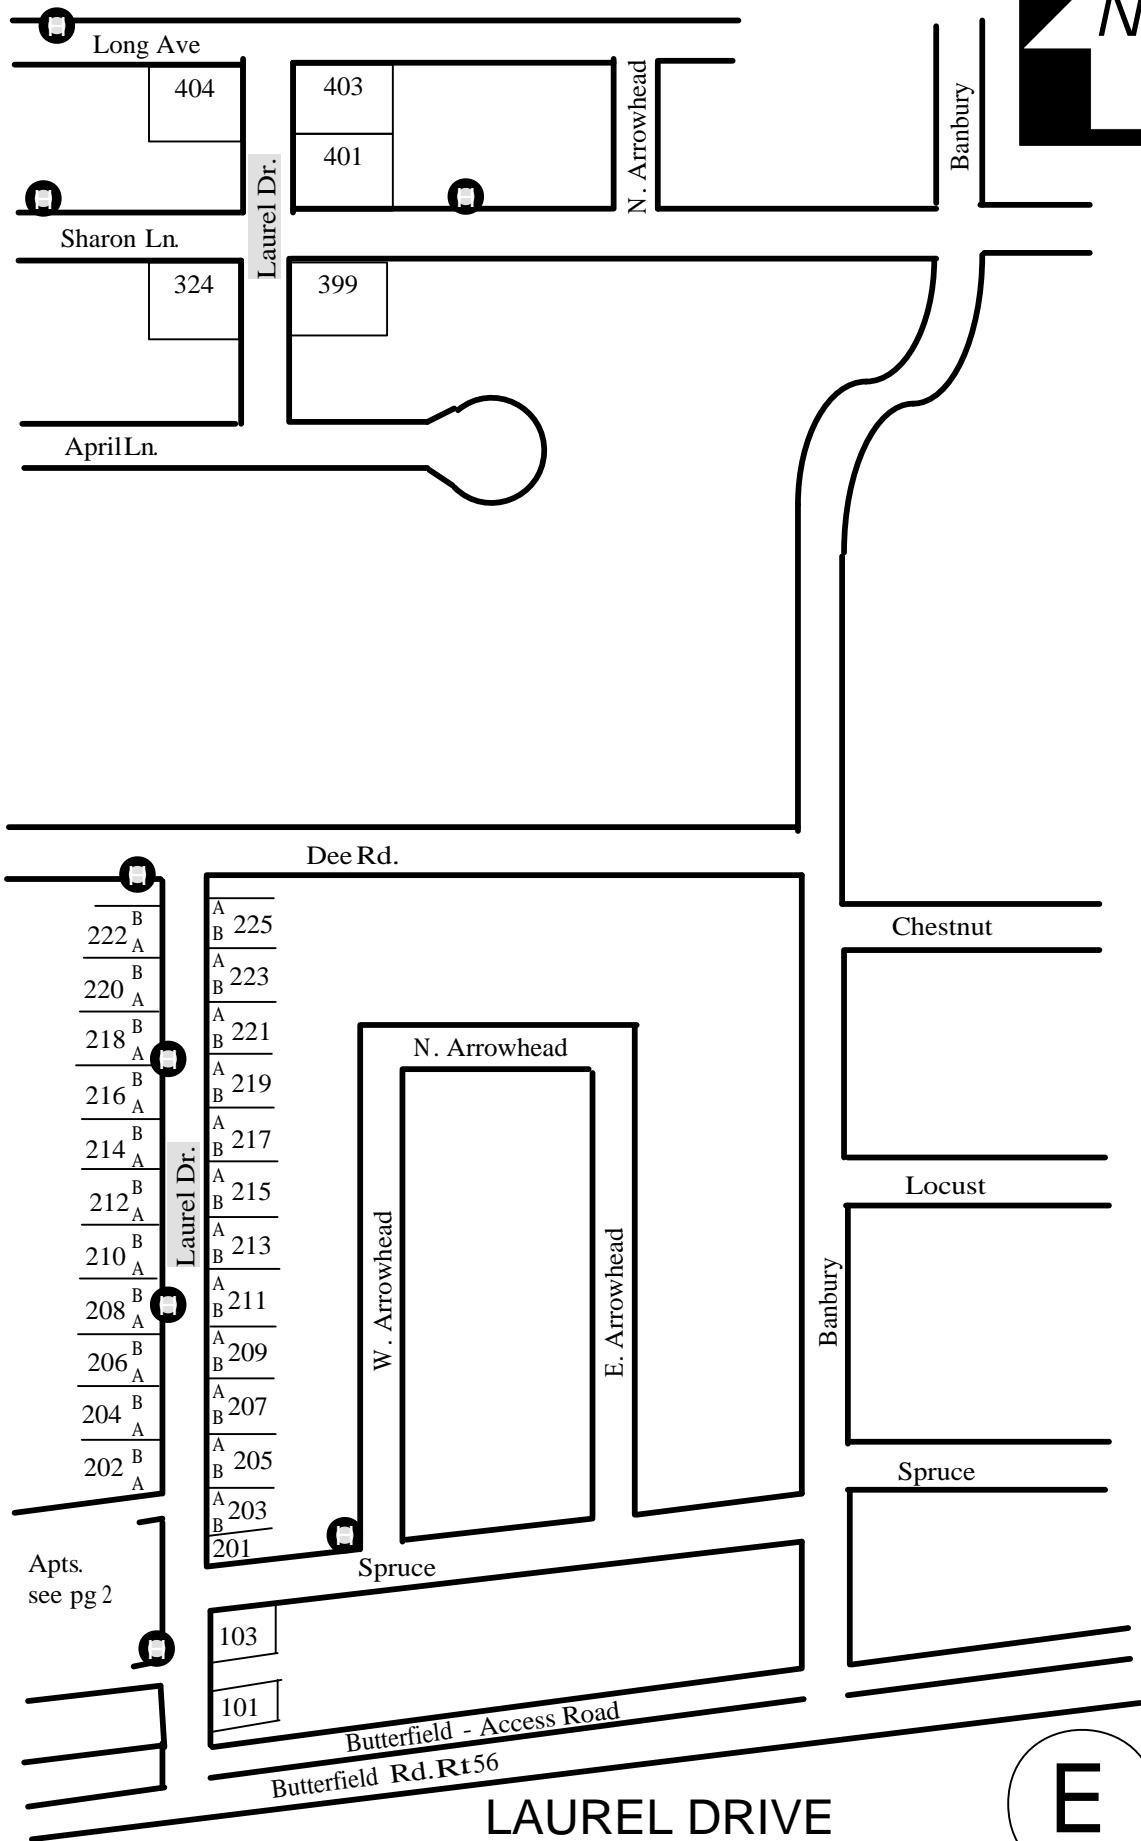 N
Long Ave
404
403
401
N. Arrowhead
Banbury
Laurel Dr.
Sharon Ln.
324
399
April Ln.
Dee Rd.
Chestnut
222 B A
A B 225
220 B A
A B 223
218 B A
A B 221
N. Arrowhead
216 B A
A B 219
214 B A
A B 217
212 B A
A B 215
Locust
Laurel Dr.
210 B A
A B 213
W. Arrowhead
E. Arrowhead
Banbury
208 B A
A B 211
206 B A
A B 209
204 B A
A B 207
202 B A
A B 205
Spruce
A B 203
201
Spruce
Apts.
see pg 2
103
101
Butterfield - Access Road
Butterfield Rd. Rt 56
LAUREL DRIVE
E